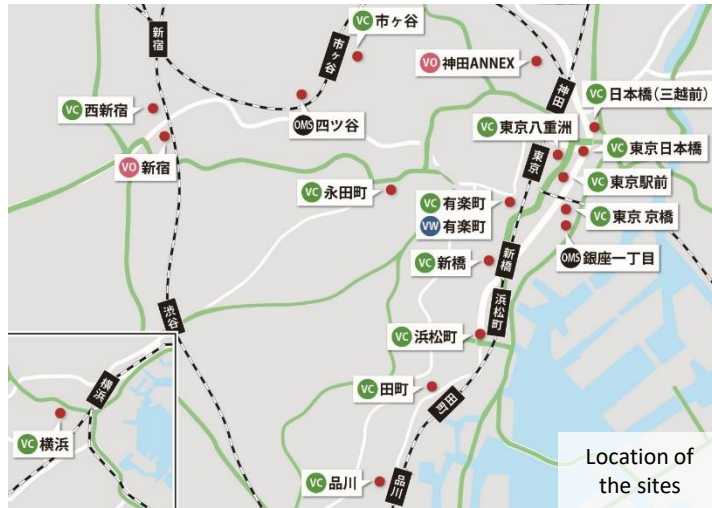 新宿
市ヶ谷
VC 市ヶ谷
VO 神田ANNEX
神田
VC 日本橋（三越前）
VC 西新宿
OMS 四ツ谷
VC 東京八重洲
VC 東京日本橋
VO 新宿
東京
VC 東京駅前
VC 永田町
VC 有楽町
VW 有楽町
VC 東京 京橋
新橋
OMS 銀座一丁目
VC 新橋
浜松町
渋谷
VC 浜松町
横浜
VC 田町
田町
VC 横浜
VC 品川
品川
Location of
the sites